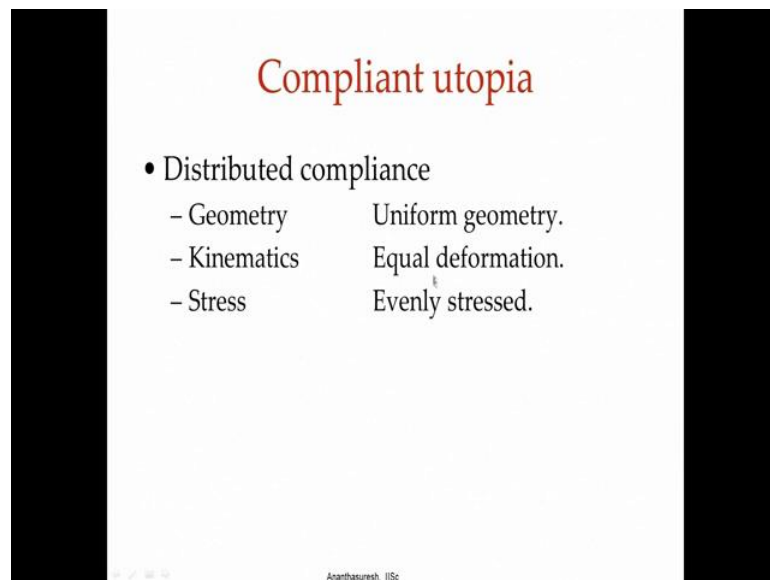 Compliant utopia
• Distributed compliance
– Geometry Uniform geometry.
– Kinematics Equal deformation.
– Stress Evenly stressed.
Ananthasuresh, IISc